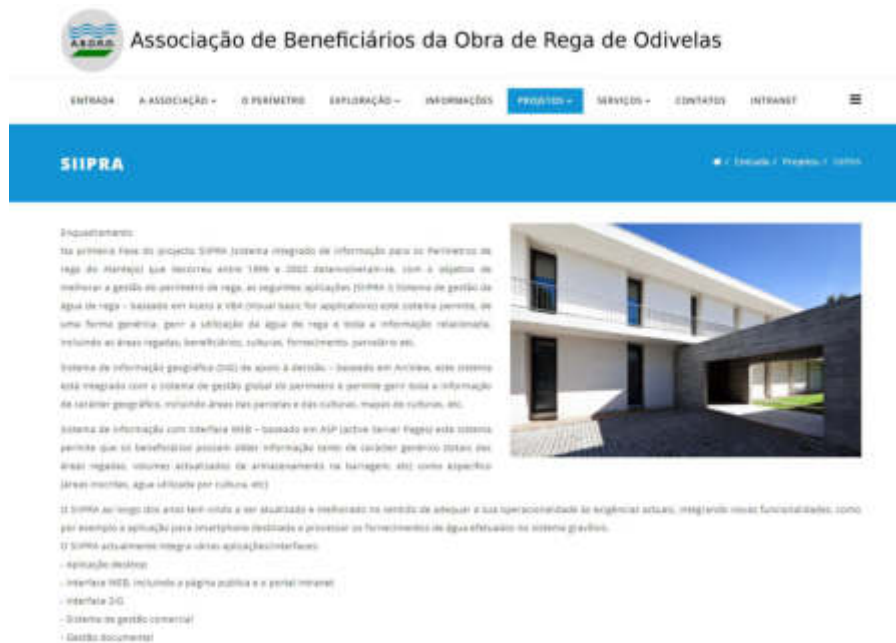 A.B.O.R.O.
Associação de Beneficiários da Obra de Rega de Odivelas
ENTRADA A ASSOCIAÇÃO O PERÍMETRO EXPLORAÇÃO INFORMAÇÕES PROJETOS SERVIÇOS CONTATOS INTRANET
SIIPRA
/ Entrada / Projetos / SIIPRA
Enquadramento
Na primeira Fase do projecto SIIPRA (sistema integrado de informação para os Perímetros de
rega do Alentejo) que decorreu entre 1999 e 2002 desenvolveram-se, com o objetivo de
melhorar a gestão do perímetro de rega, as seguintes aplicações (SIIPRA I) Sistema de gestão da
água de rega – baseado em Acess e VBA (visual basic for applications) este sistema permite, de
uma forma genérica, gerir a utilização da água de rega e toda a informação relacionada,
incluindo as áreas regadas, beneficiários, culturas, fornecimento, parcelário etc.
Sistema de informação geográfica (SIG) de apoio à decisão – baseado em ArcView, este sistema
está integrado com o sistema de gestão global do perímetro e permite gerir toda a informação
de carácter geográfico, incluindo áreas das parcelas e das culturas, mapas de culturas, etc.
Sistema de informação com interface WEB – baseado em ASP (active Server Pages) este sistema
permite que os beneficiários possam obter informação tanto de carácter genérico (totais das
áreas regadas, volumes actualizados de armazenamento na barragem, etc) como específico
(áreas inscritas, água utilizada por cultura, etc)
O SIIPRA ao longo dos anos tem vindo a ser atualizado e melhorado no sentido de adequar a sua operacionalidade às exigências actuais, integrando novas funcionalidades, como
por exemplo a aplicação para smartphone destinada a processar os fornecimentos de água efetuados no sistema gravítico.
O SIIPRA actualmente integra várias aplicações/interfaces:
- Aplicação desktop
- Interface WEB, incluindo a página publica e o portal intranet
- Interface SIG
- Sistema de gestão comercial
- Gestão documental